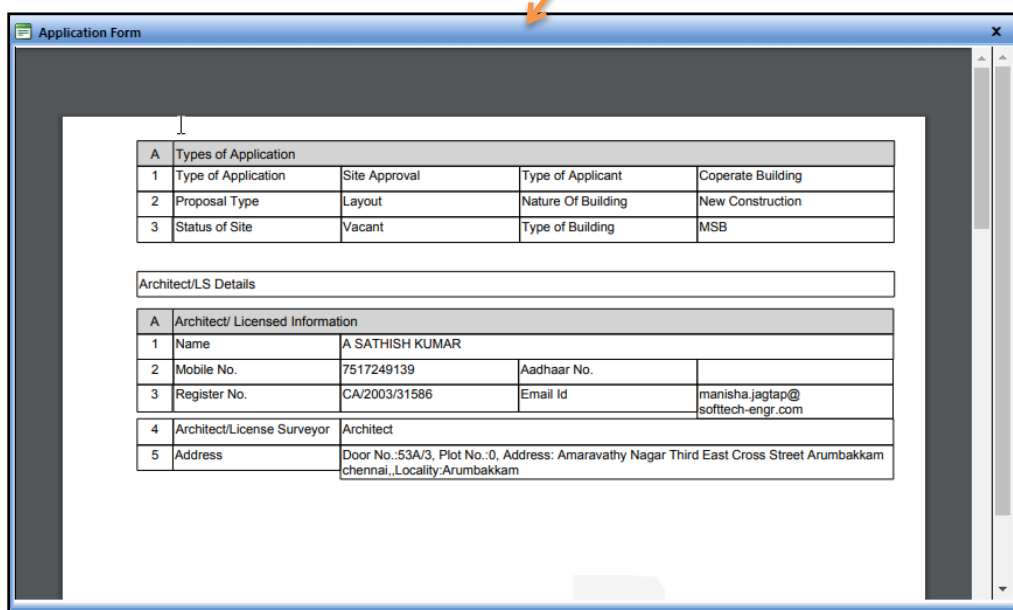 Application Form
x
A Types of Application
1 Type of Application Site Approval Type of Applicant Coperate Building
2 Proposal Type Layout Nature Of Building New Construction
3 Status of Site Vacant Type of Building MSB
Architect/LS Details
A Architect/ Licensed Information
1 Name A SATHISH KUMAR
2 Mobile No. 7517249139 Aadhaar No.
3 Register No. CA/2003/31586 Email Id manisha.jagtap@
softtech-engr.com
4 Architect/License Surveyor Architect
5 Address Door No.:53A/3, Plot No.:0, Address: Amaravathy Nagar Third East Cross Street Arumbakkam
chennai,,Locality:Arumbakkam